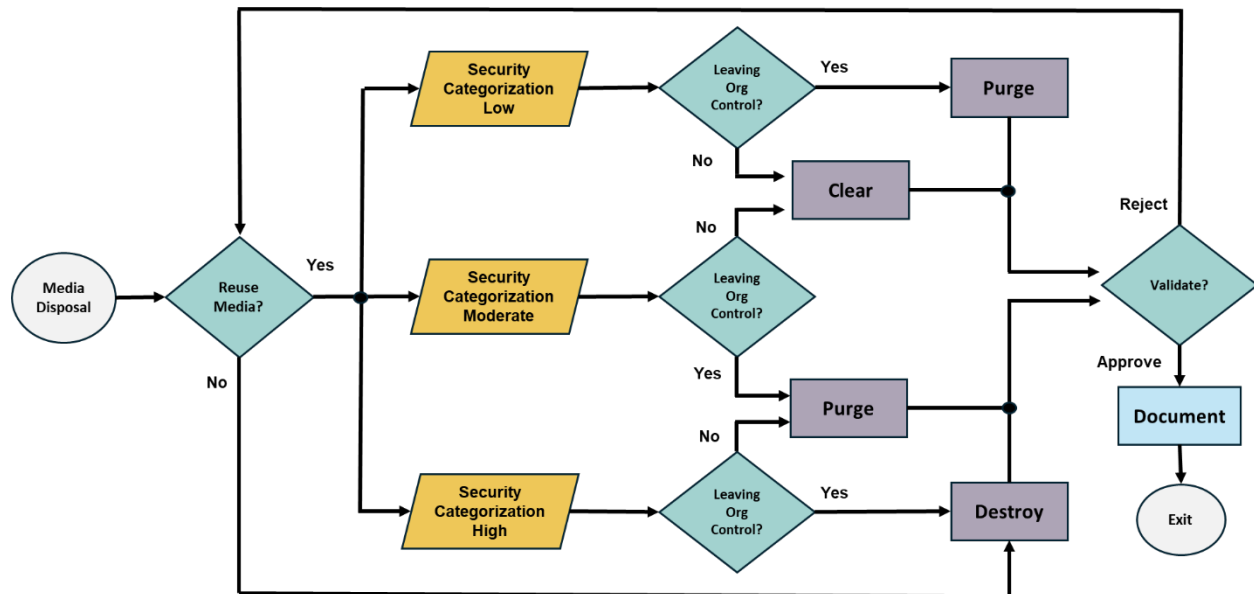 Security
Categorization
Low
Leaving
Org
Control?
Yes
Purge
No
Clear
Reject
Media
Disposal
Reuse
Media?
Yes
Security
Categorization
Moderate
No
Leaving
Org
Control?
Validate?
No
Yes
Purge
Approve
Document
Security
Categorization
High
No
Leaving
Org
Control?
Yes
Destroy
Exit